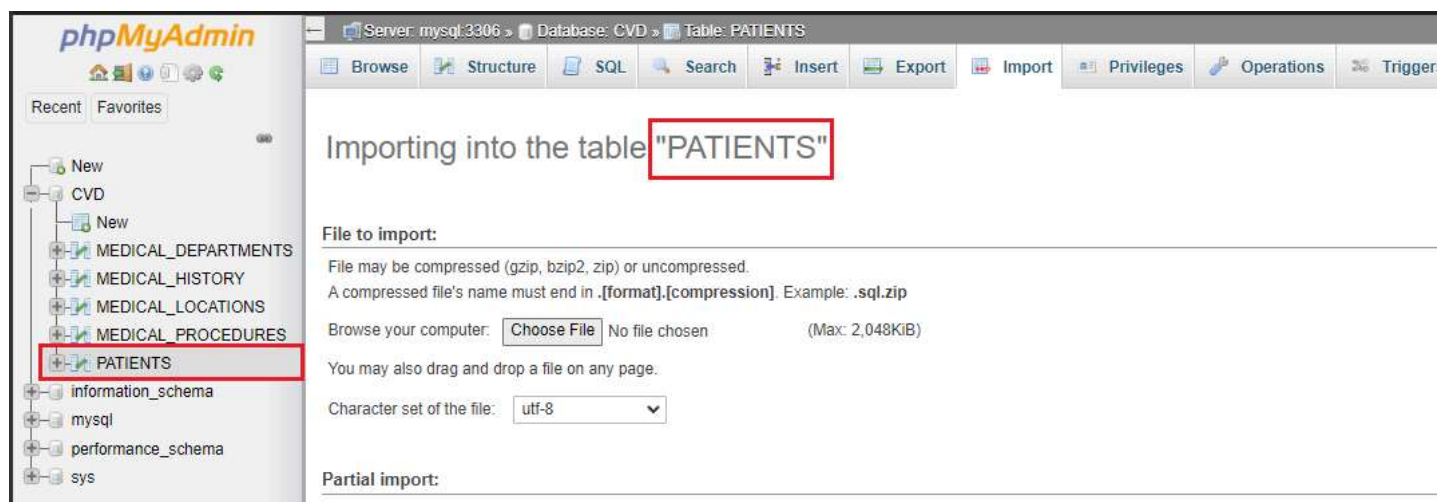 phpMyAdmin
Server: mysql:3306 » Database: CVD » Table: PATIENTS
Browse Structure SQL Search Insert Export Import Privileges Operations Trigger
Recent Favorites
New
CVD
New
MEDICAL_DEPARTMENTS
MEDICAL_HISTORY
MEDICAL_LOCATIONS
MEDICAL_PROCEDURES
PATIENTS
information_schema
mysql
performance_schema
sys
Importing into the table "PATIENTS"
File to import:
File may be compressed (gzip, bzip2, zip) or uncompressed.
A compressed file's name must end in .[format].[compression]. Example: .sql.zip
Browse your computer: Choose File No file chosen (Max: 2,048KiB)
You may also drag and drop a file on any page.
Character set of the file: utf-8
Partial import: